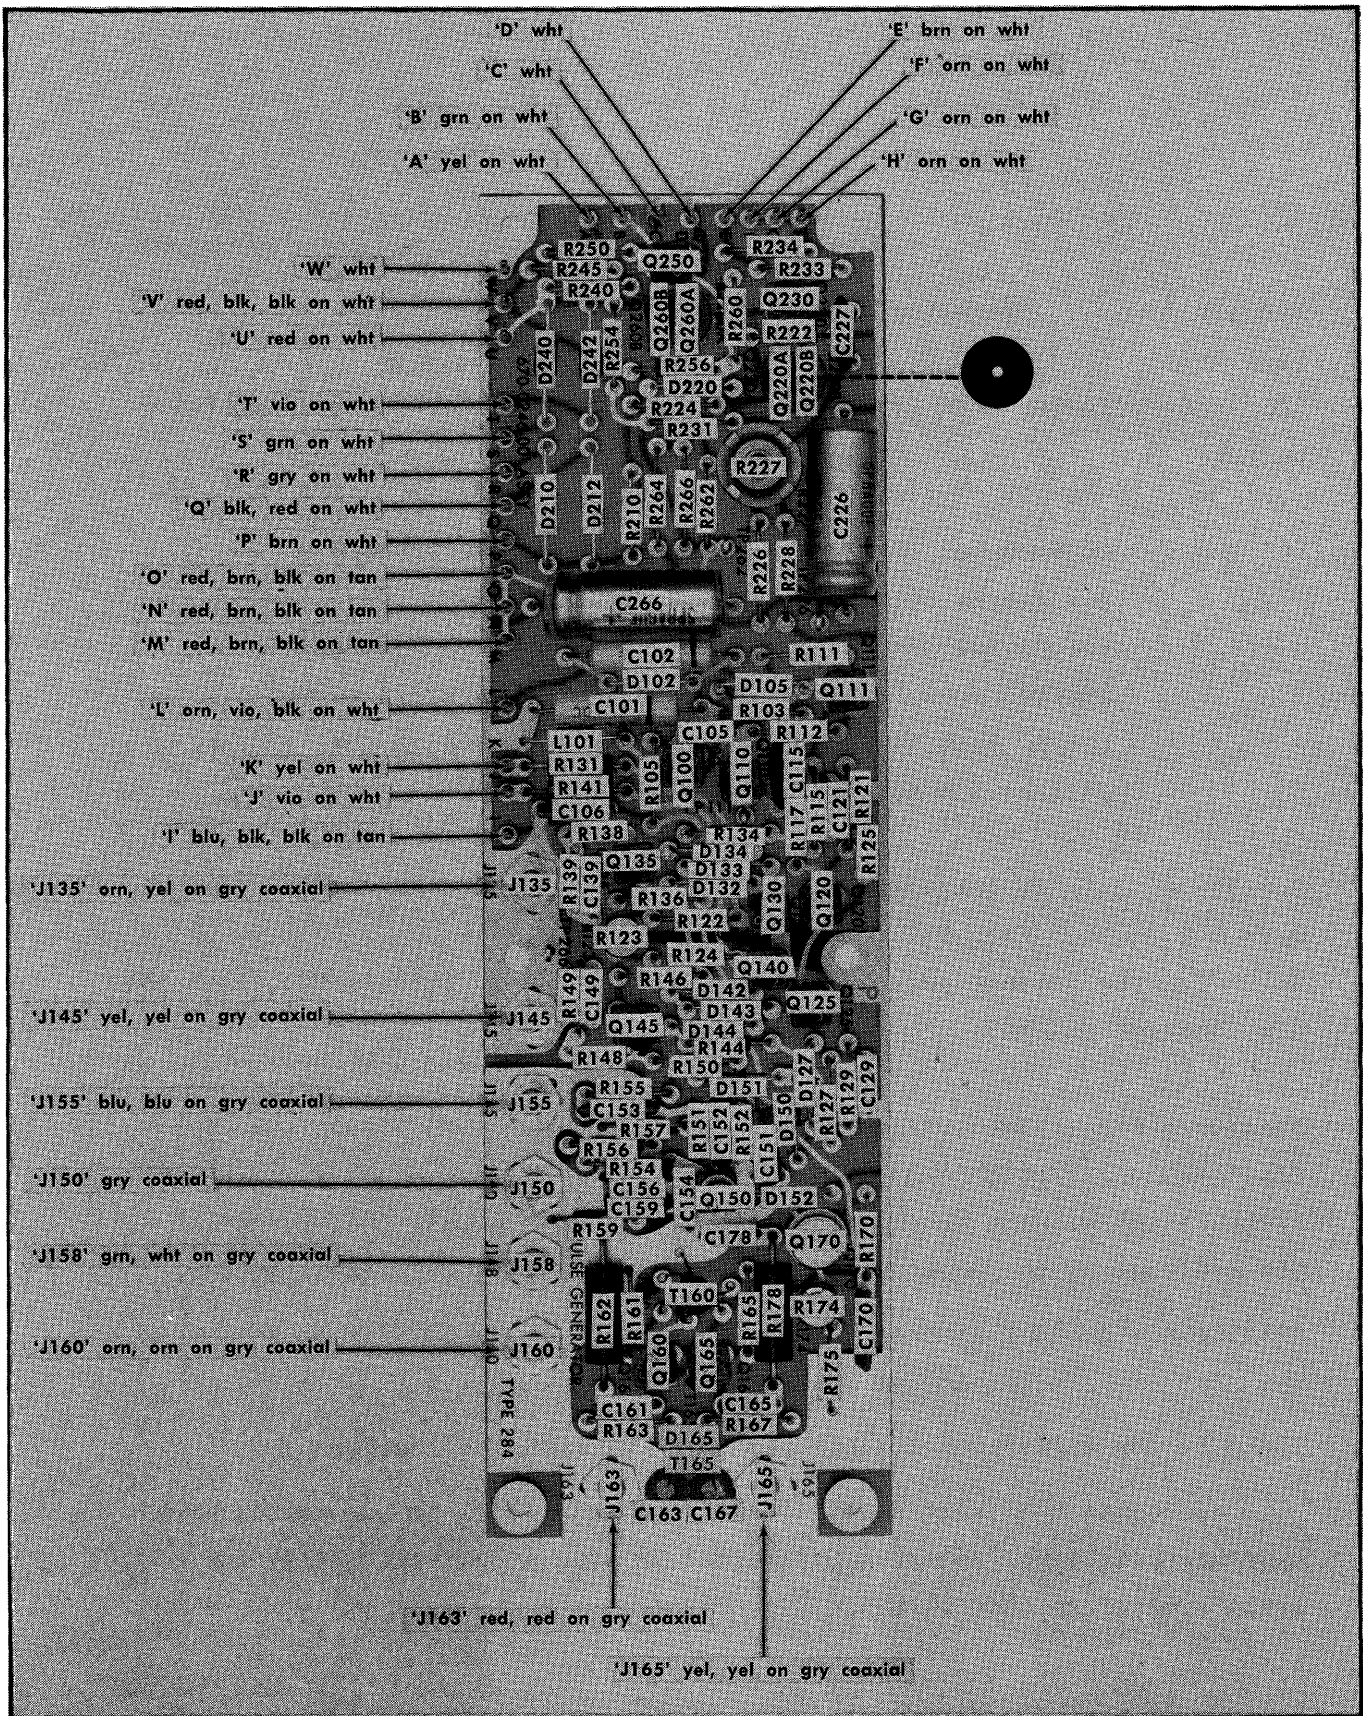 'D' wht
'C' wht
'B' grn on wht
'A' yel on wht
'E' brn on wht
'F' orn on wht
'G' orn on wht
'H' orn on wht
'W' wht
'V' red, blk, blk on wht
'U' red on wht
'T' vio on wht
'S' grn on wht
'R' gry on wht
'Q' blk, red on wht
'P' brn on wht
'O' red, brn, blk on tan
'N' red, brn, blk on tan
'M' red, brn, blk on tan
'L' orn, vio, blk on wht
'K' yel on wht
'J' vio on wht
'I' blu, blk, blk on tan
'J135' orn, yel on gry coaxial
'J145' yel, yel on gry coaxial
'J155' blu, blu on gry coaxial
'J150' gry coaxial
'J158' grn, wht on gry coaxial
'J160' orn, orn on gry coaxial
R250
Q250
R234
R245
R233
R240
Q260B
Q260A
R260
Q230
R222
C227
D240
D242
R254
R256
D220
Q220A
Q220B
R224
R231
R227
D210
D212
R210
R264
R266
R262
C226
R226
R228
C266
C102
R111
D102
D105
Q111
C101
R103
C105
R112
L101
R131
R105
Q100
Q110
C115
R141
C106
R117
R115
C121
R121
R138
R134
R125
D134
Q135
D133
J135
R139
C139
D132
R136
Q130
Q120
R122
R123
R124
Q140
R146
R149
C149
D142
Q125
D143
J145
Q145
D144
R144
R148
R150
D127
R155
D151
R129
C129
J155
C153
D150
R127
R157
R151
C152
R152
R156
C151
R154
J150
C156
C154
Q150
D152
C159
R159
C178
Q170
R170
J158
PULSE GENERATOR
T160
R162
R161
R165
R178
R174
C170
J160
Q160
Q165
R175
TYPE 284
C161
C165
R163
R167
D165
T165
J163
J163
J165
J163
C163
C167
'J163' red, red on gry coaxial
'J165' yel, yel on gry coaxial